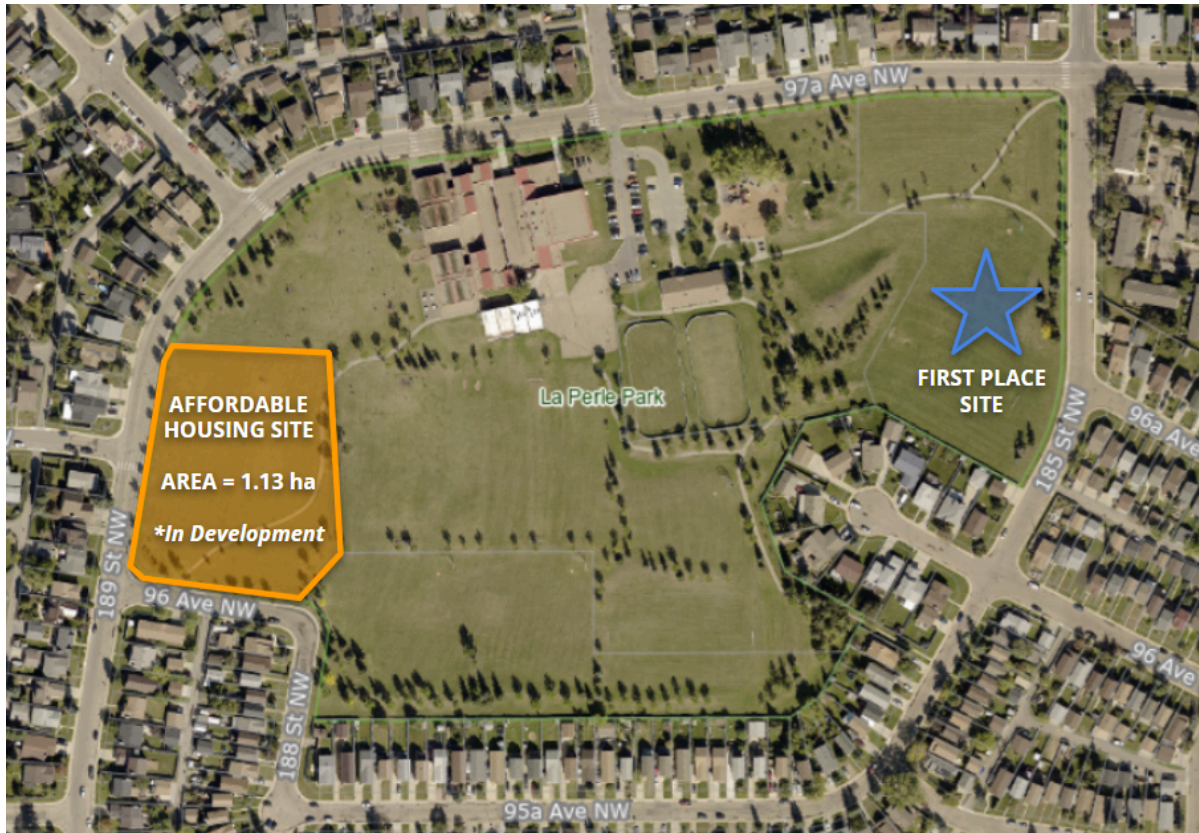 97a Ave NW
La Perle Park
FIRST PLACE
SITE
AFFORDABLE
HOUSING SITE
AREA = 1.13 ha
*In Development
185 St NW
96a Ave
189 St NW
96 Ave NW
96 Ave
188 St NW
95a Ave NW